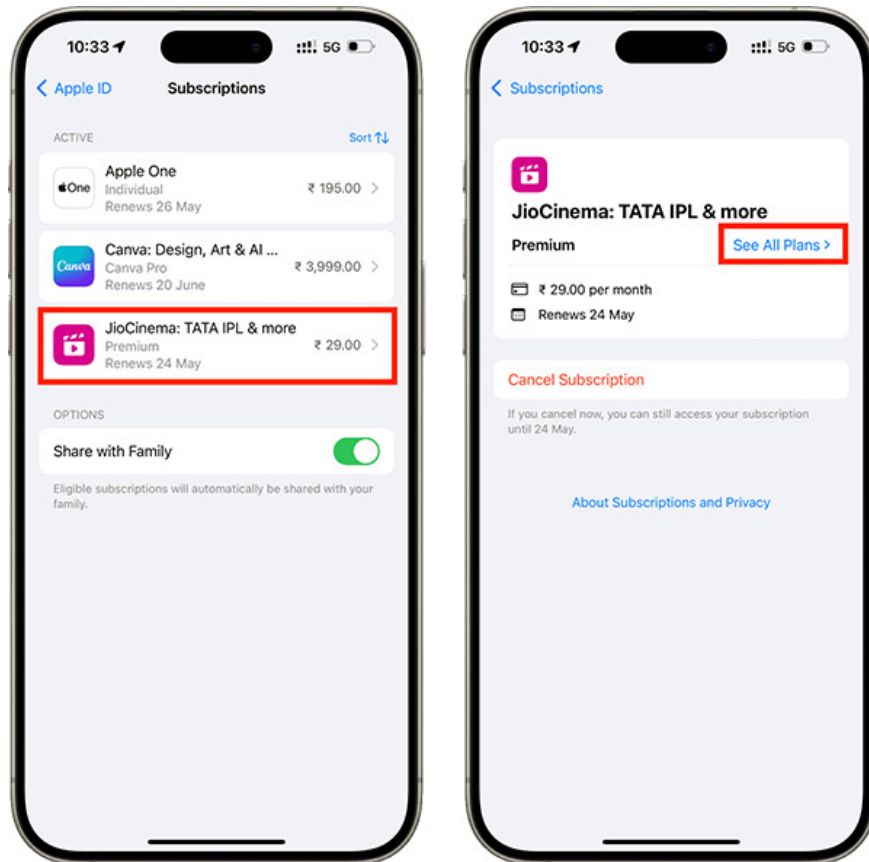 10:33
5G
Apple ID
Subscriptions
ACTIVE
Sort
One
Apple One
Individual
Renews 26 May
₹ 195.00
Canva
Canva: Design, Art & AI ...
Canva Pro
Renews 20 June
₹ 3,999.00
JioCinema: TATA IPL & more
Premium
Renews 24 May
₹ 29.00
OPTIONS
Share with Family
Eligible subscriptions will automatically be shared with your
family.
10:33
5G
Subscriptions
JioCinema: TATA IPL & more
Premium
See All Plans
₹ 29.00 per month
Renews 24 May
Cancel Subscription
If you cancel now, you can still access your subscription
until 24 May.
About Subscriptions and Privacy